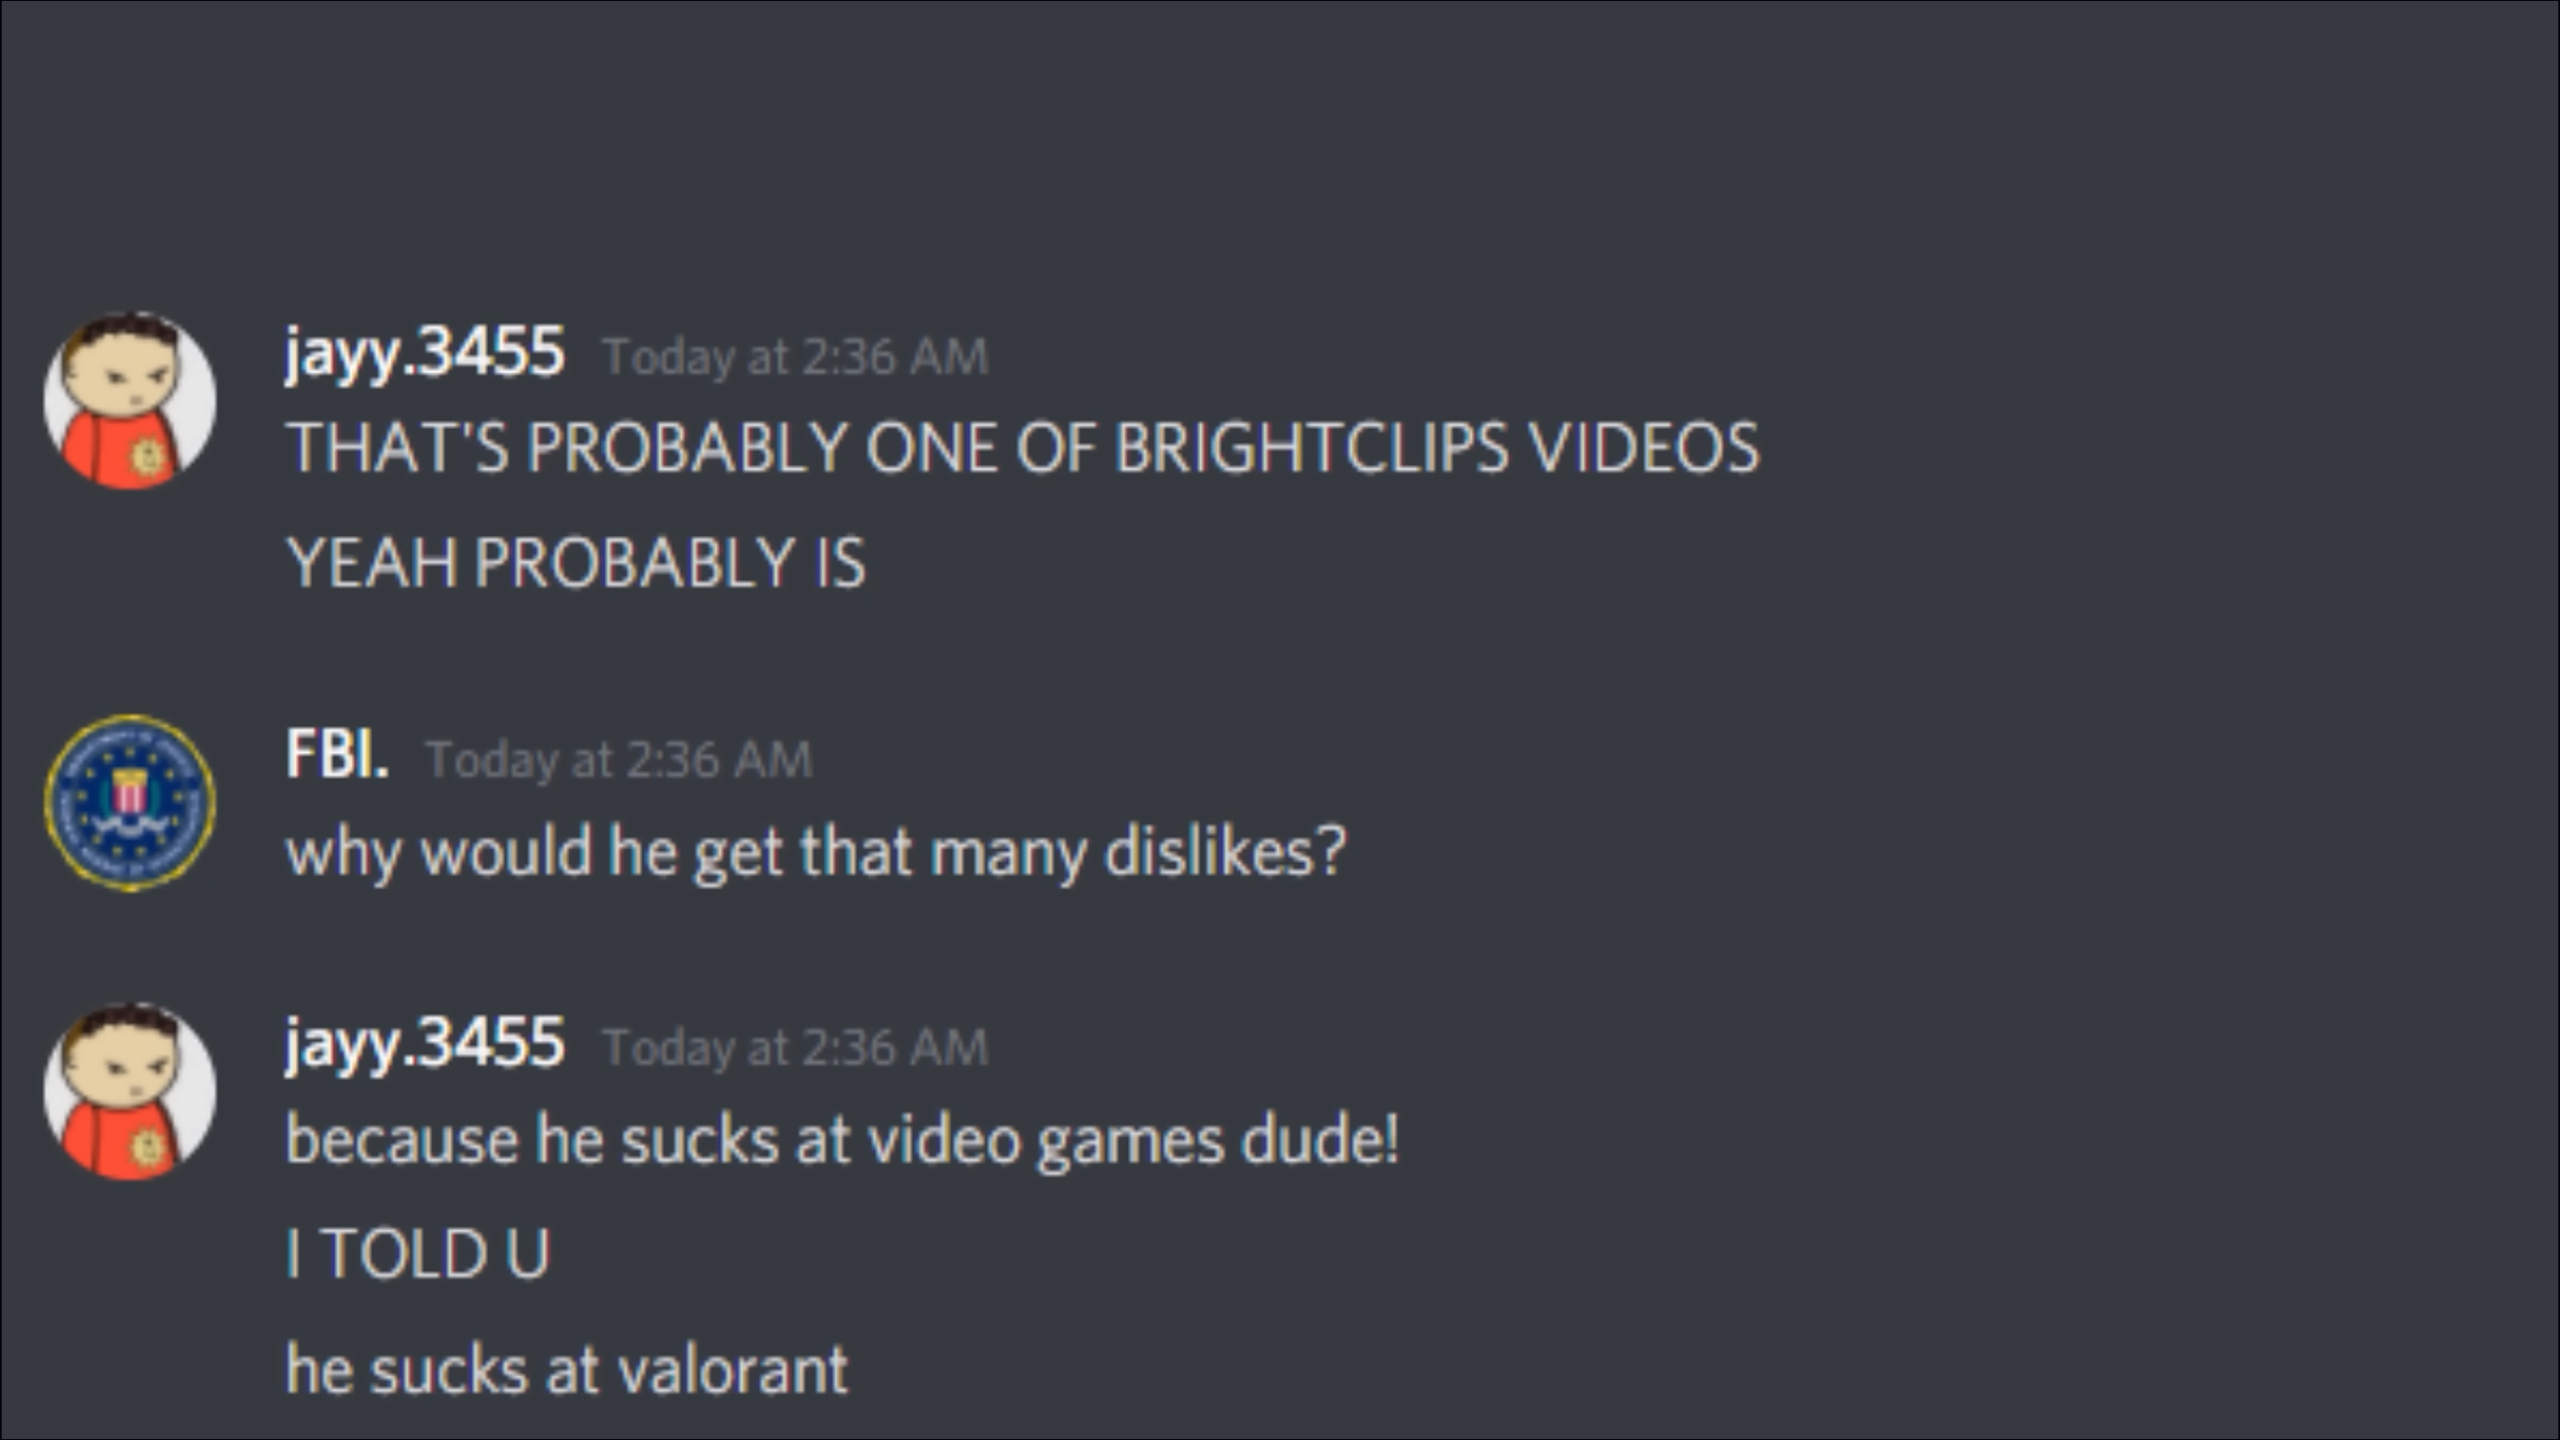 jayy.3455 Today at 2:36 AM
THAT'S PROBABLY ONE OF BRIGHTCLIPS VIDEOS
YEAH PROBABLY IS
FBI. Today at 2:36 AM
why would he get that many dislikes?
jayy.3455 Today at 2:36 AM
because he sucks at video games dude!
I TOLD U
he sucks at valorant